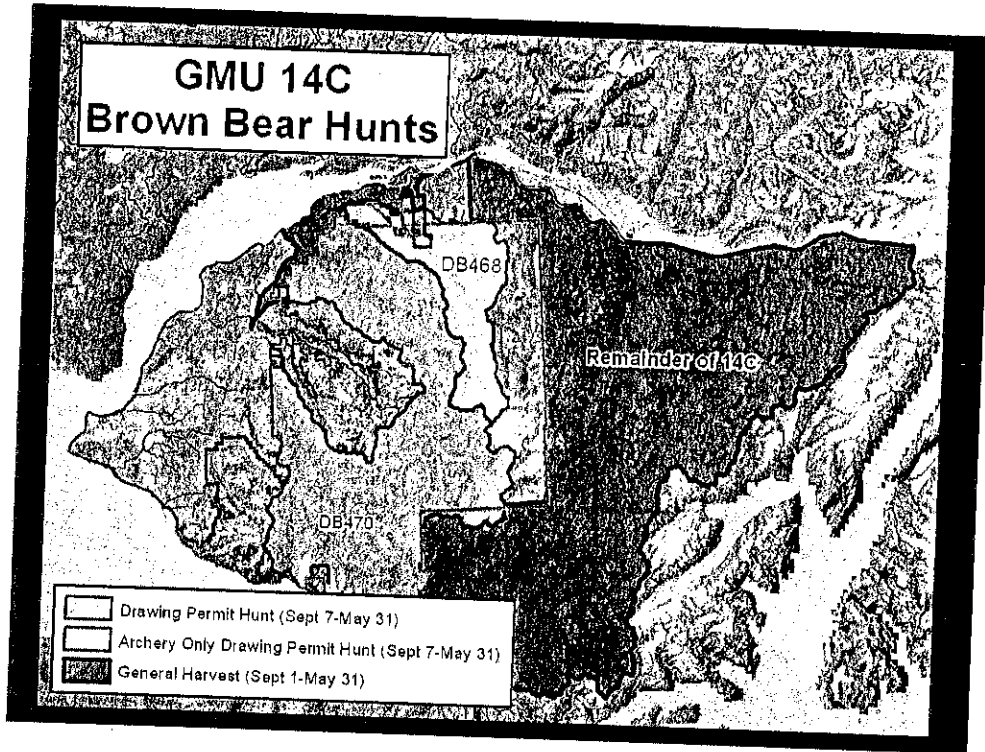 GMU 14C
Brown Bear Hunts
DB468
Remainder of 14C
DB470
Drawing Permit Hunt (Sept 7-May 31)
Archery Only Drawing Permit Hunt (Sept 7-May 31)
General Harvest (Sept 1-May 31)